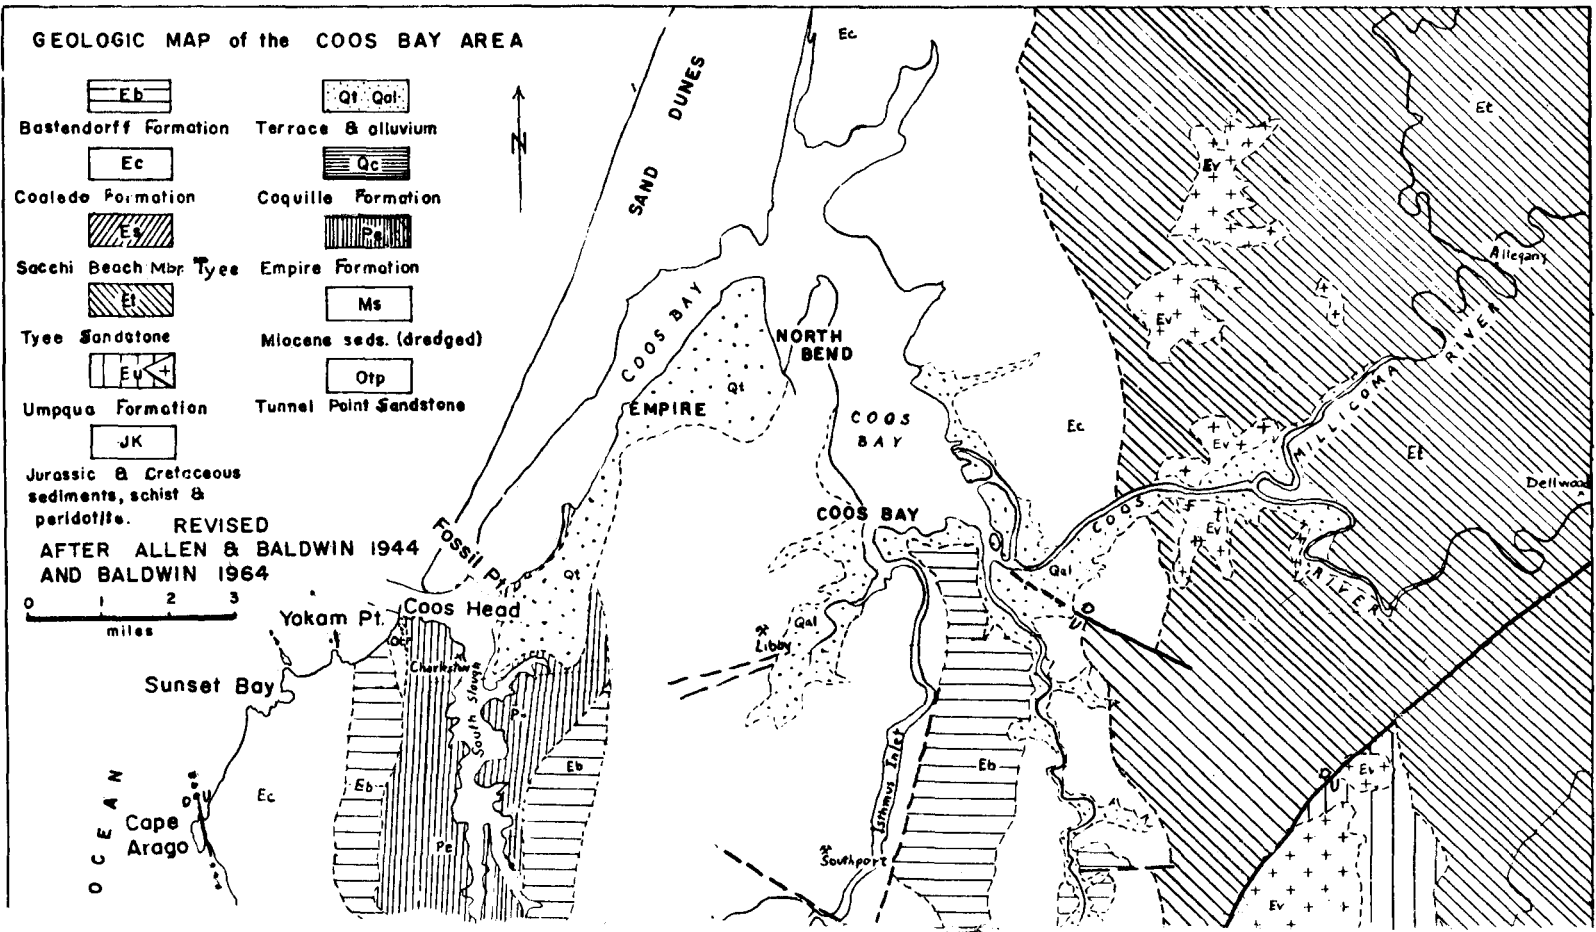 GEOLOGIC MAP of the COOS BAY AREA
Eb
Bastendorff Formation
Ec
Coaledo Formation
Es
Sacchi Beach Mbr. Tyee
Et
Tyee Sandstone
Eu +
Umpqua Formation
JK
Jurassic & Cretaceous
sediments, schist &
peridotite.
Qt Qal
Terrace & alluvium
Qc
Coquille Formation
Pe
Empire Formation
Ms
Miocene seds. (dredged)
Otp
Tunnel Point Sandstone
REVISED
AFTER ALLEN & BALDWIN 1944
AND BALDWIN 1964
0 1 2 3
miles
N
SAND DUNES
COOS BAY
NORTH
BEND
EMPIRE
Qt
COOS
BAY
COOS BAY
Fossil Pt.
Qt
Coos Head
Yokam Pt.
Otp
Charleston
South Slough
Sunset Bay
OCEAN
Cape
Arago
D U
Ec
Eb
Pe
P
Eb
Libby
Qal
Isthmus Inlet
Southport
Eb
Qal
D
U
COOS
RIVER
MILLICOMA
RIVER
Allegany
Dellwood
Ec
Ec
Et
Et
Ev
Ev
Ev
Ev
Ev
Ev
D
U